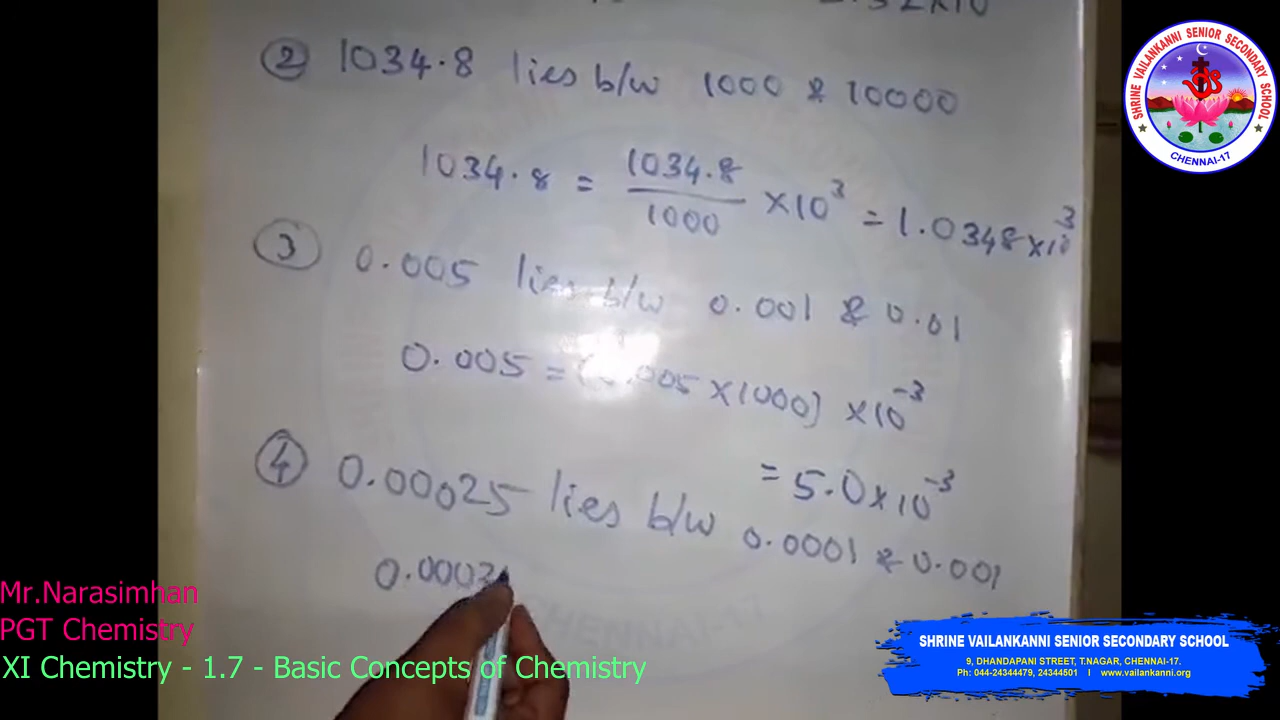 2.32x10
② 1034.8 lies b/w 1000 & 10000
1034.8 = 1034.8/1000 ×10³ = 1.0348×10³
③ 0.005 lies b/w 0.001 & 0.01
0.005 = (0.005 ×1000) ×10⁻³
= 5.0×10⁻³
④ 0.00025 lies b/w 0.0001 & 0.001
0.0002
Mr.Narasimhan
PGT Chemistry
XI Chemistry - 1.7 - Basic Concepts of Chemistry
SHRINE VAILANKANNI SENIOR SECONDARY SCHOOL
CHENNAI-17
SHRINE VAILANKANNI SENIOR SECONDARY SCHOOL
9, DHANDAPANI STREET, T.NAGAR, CHENNAI-17.
Ph: 044-24344479, 24344501 I www.vailankanni.org